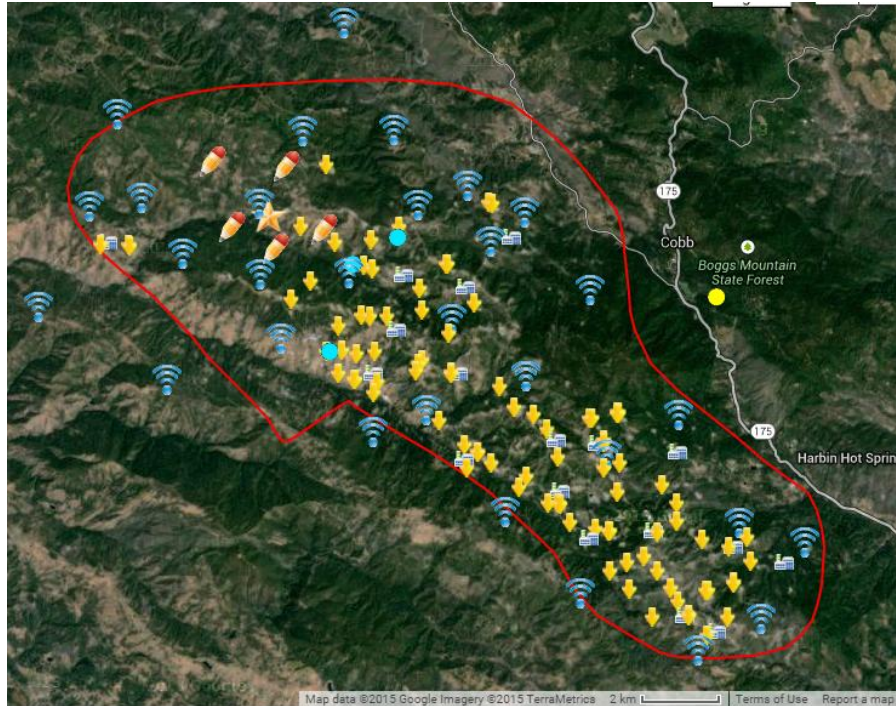 175
Cobb
Boggs Mountain
State Forest
175
Harbin Hot Sprin
Map data ©2015 Google Imagery ©2015 TerraMetrics
2 km
Terms of Use
Report a map